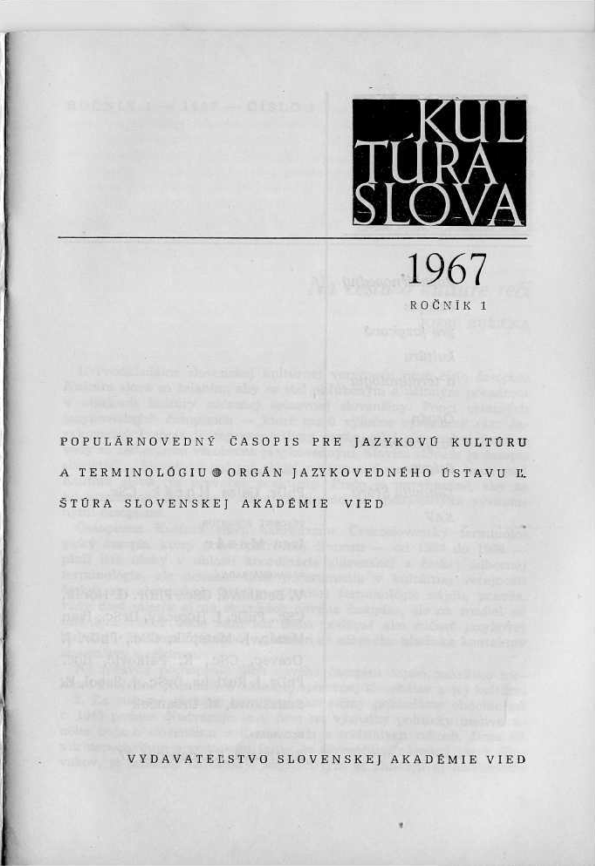 KUL
TÚRA
SLOVA
1967
ROČNÍK 1
POPULÁRNOVEDNÝ ČASOPIS PRE JAZYKOVÚ KULTÚRU
A TERMINOLÓGIU ● ORGÁN JAZYKOVEDNÉHO ÚSTAVU Ľ.
ŠTÚRA SLOVENSKEJ AKADÉMIE VIED
VYDAVATEĽSTVO SLOVENSKEJ AKADÉMIE VIED